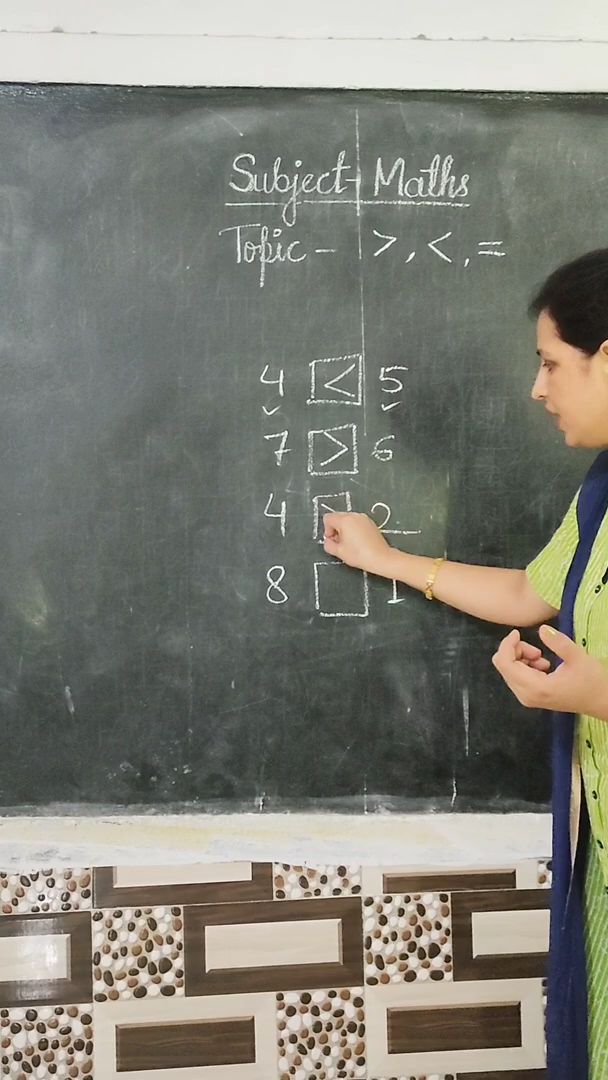 Subject- Maths
Topic - >, <, =
4 < 5
7 > 6
4 > 2
8 1